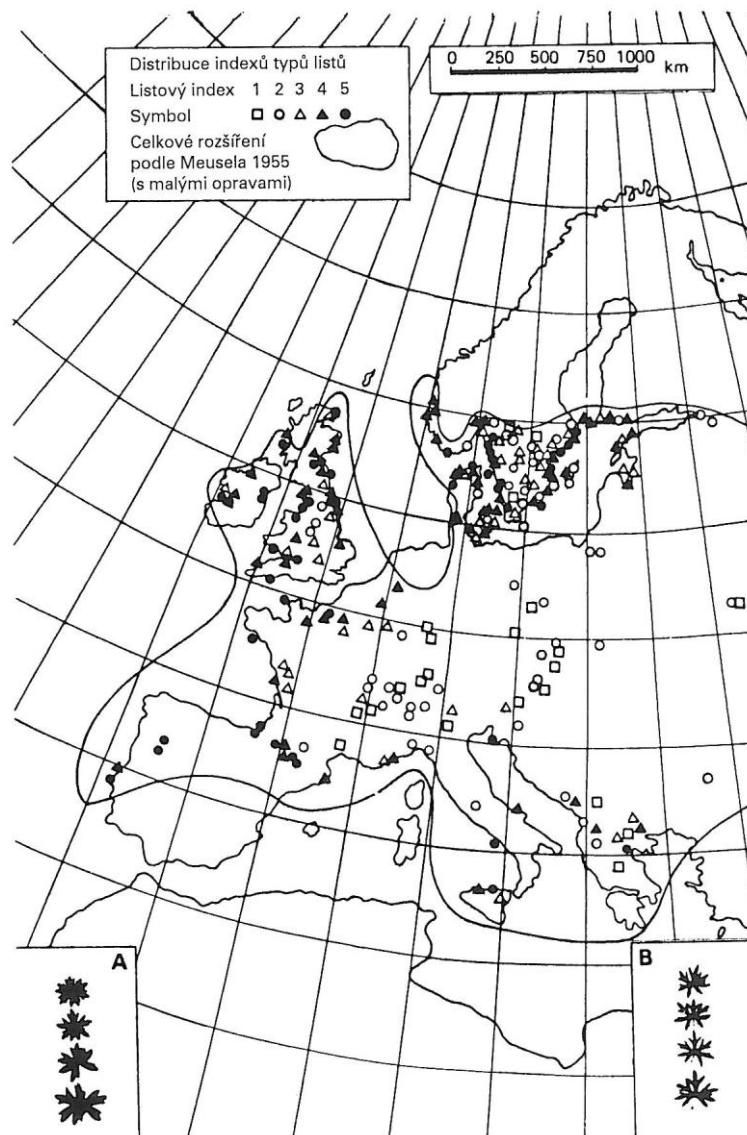 Distribuce indexů typů listů
Listový index 1 2 3 4 5
Symbol
Celkové rozšíření
podle Meusela 1955
(s malými opravami)
0 250 500 750 1000
km
A
B